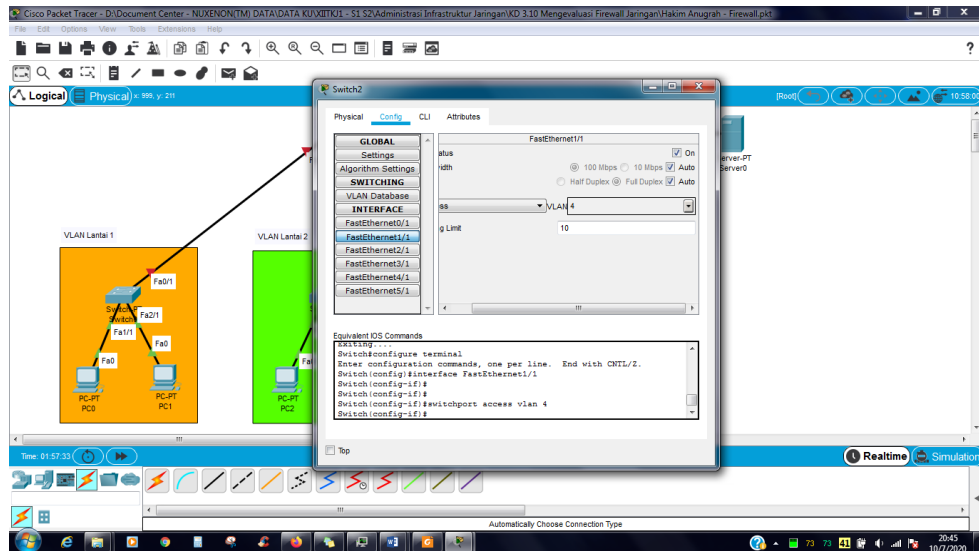 Cisco Packet Tracer - D:\Document Center - NUXENON(TM) DATA\DATA KU\XIITKJ1 - S1 S2\Administrasi Infrastruktur Jaringan\KD 3.10 Mengevaluasi Firewall Jaringan\Hakim Anugrah - Firewall.pkt
File Edit Options View Tools Extensions Help
?
Logical
Physical
x: 999, y: 211
[Root]
10:58:00
Switch2
Physical Config CLI Attributes
GLOBAL
Settings
Algorithm Settings
SWITCHING
VLAN Database
INTERFACE
FastEthernet0/1
FastEthernet1/1
FastEthernet2/1
FastEthernet3/1
FastEthernet4/1
FastEthernet5/1
FastEthernet1/1
atus
On
idth
100 Mbps 10 Mbps Auto
Half Duplex Full Duplex Auto
ss
VLAN 4
g Limit
10
Equivalent IOS Commands
Exiting....
Switch#configure terminal
Enter configuration commands, one per line. End with CNTL/Z.
Switch(config)#interface FastEthernet1/1
Switch(config-if)#
Switch(config-if)#
Switch(config-if)#switchport access vlan 4
Switch(config-if)#
Top
erver-PT
Server0
VLAN Lantai 1
Fa0/1
Fa2/1
Fa1/1
Fa0
Fa0
PC-PT
PC0
PC-PT
PC1
VLAN Lantai 2
PC-PT
PC2
Time: 01:57:33
Realtime
Simulation
Automatically Choose Connection Type
73 73 41
20:45
10/7/2020